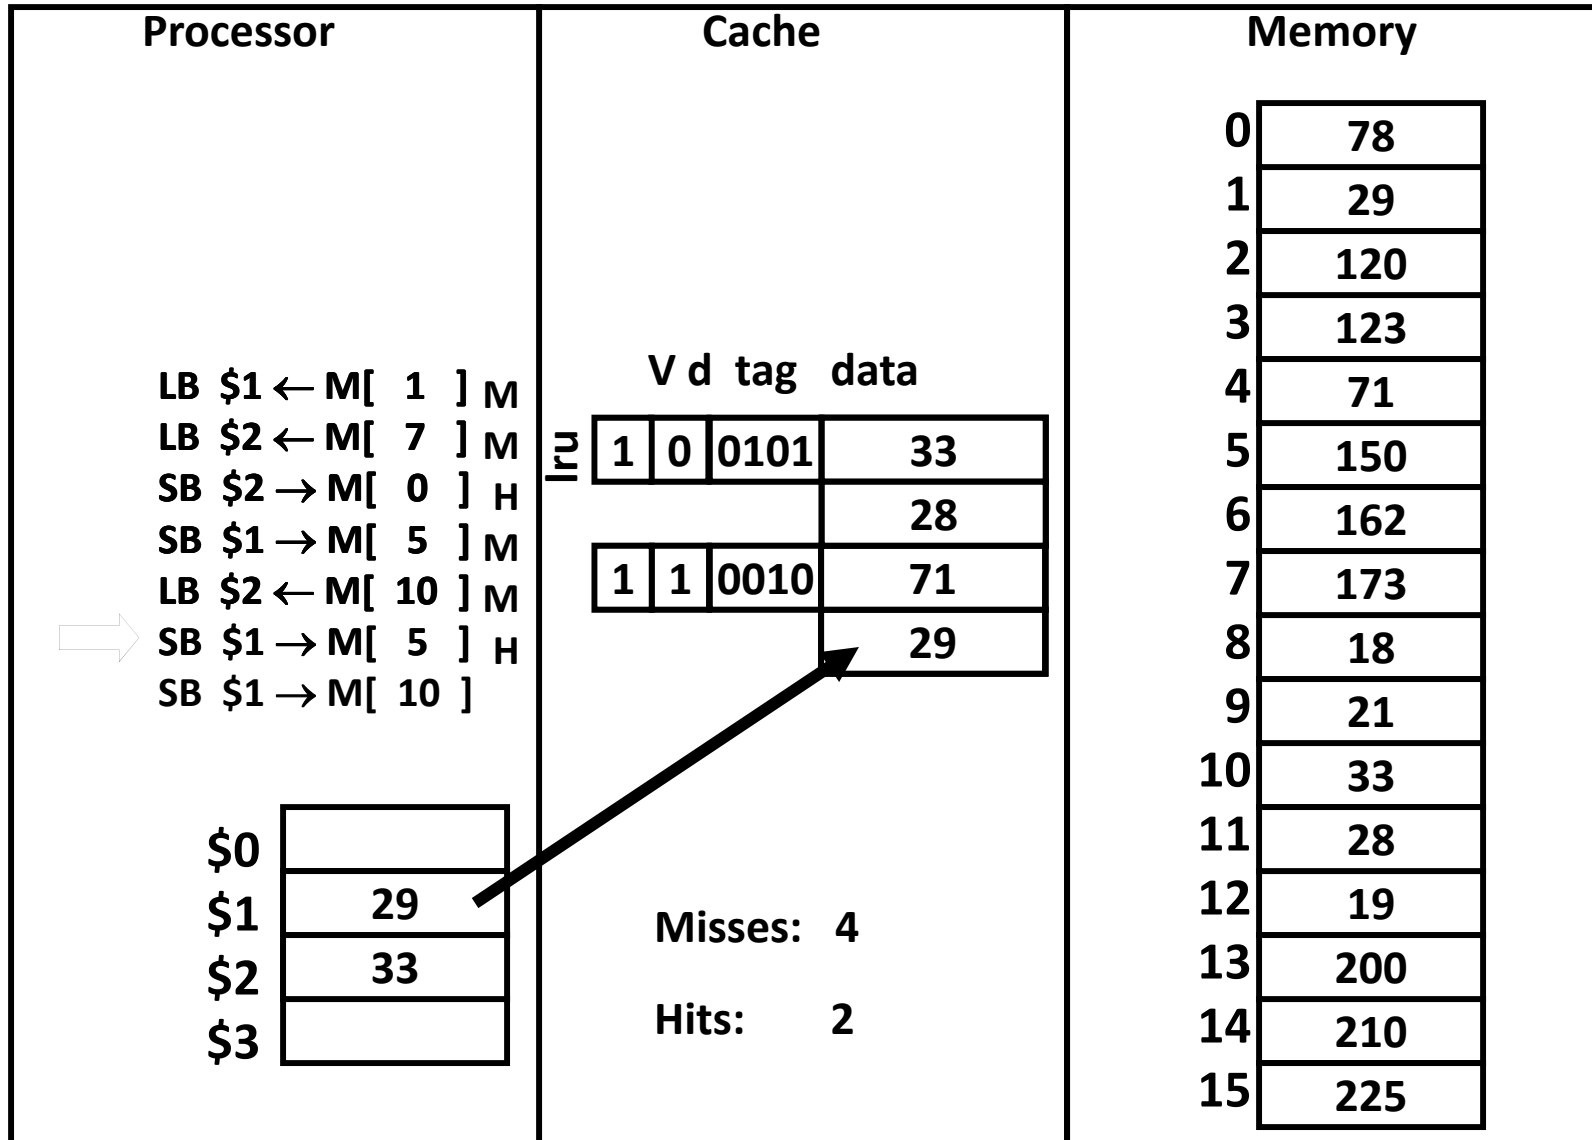 Processor
LB $1 ← M[ 1 ] M
LB $2 ← M[ 7 ] M
SB $2 → M[ 0 ] H
SB $1 → M[ 5 ] M
LB $2 ← M[ 10 ] M
SB $1 → M[ 5 ] H
SB $1 → M[ 10 ]
$0
$1 29
$2 33
$3
Cache
V d tag data
lru 1 0 0101 33
28
1 1 0010 71
29
Misses: 4
Hits: 2
Memory
0 78
1 29
2 120
3 123
4 71
5 150
6 162
7 173
8 18
9 21
10 33
11 28
12 19
13 200
14 210
15 225